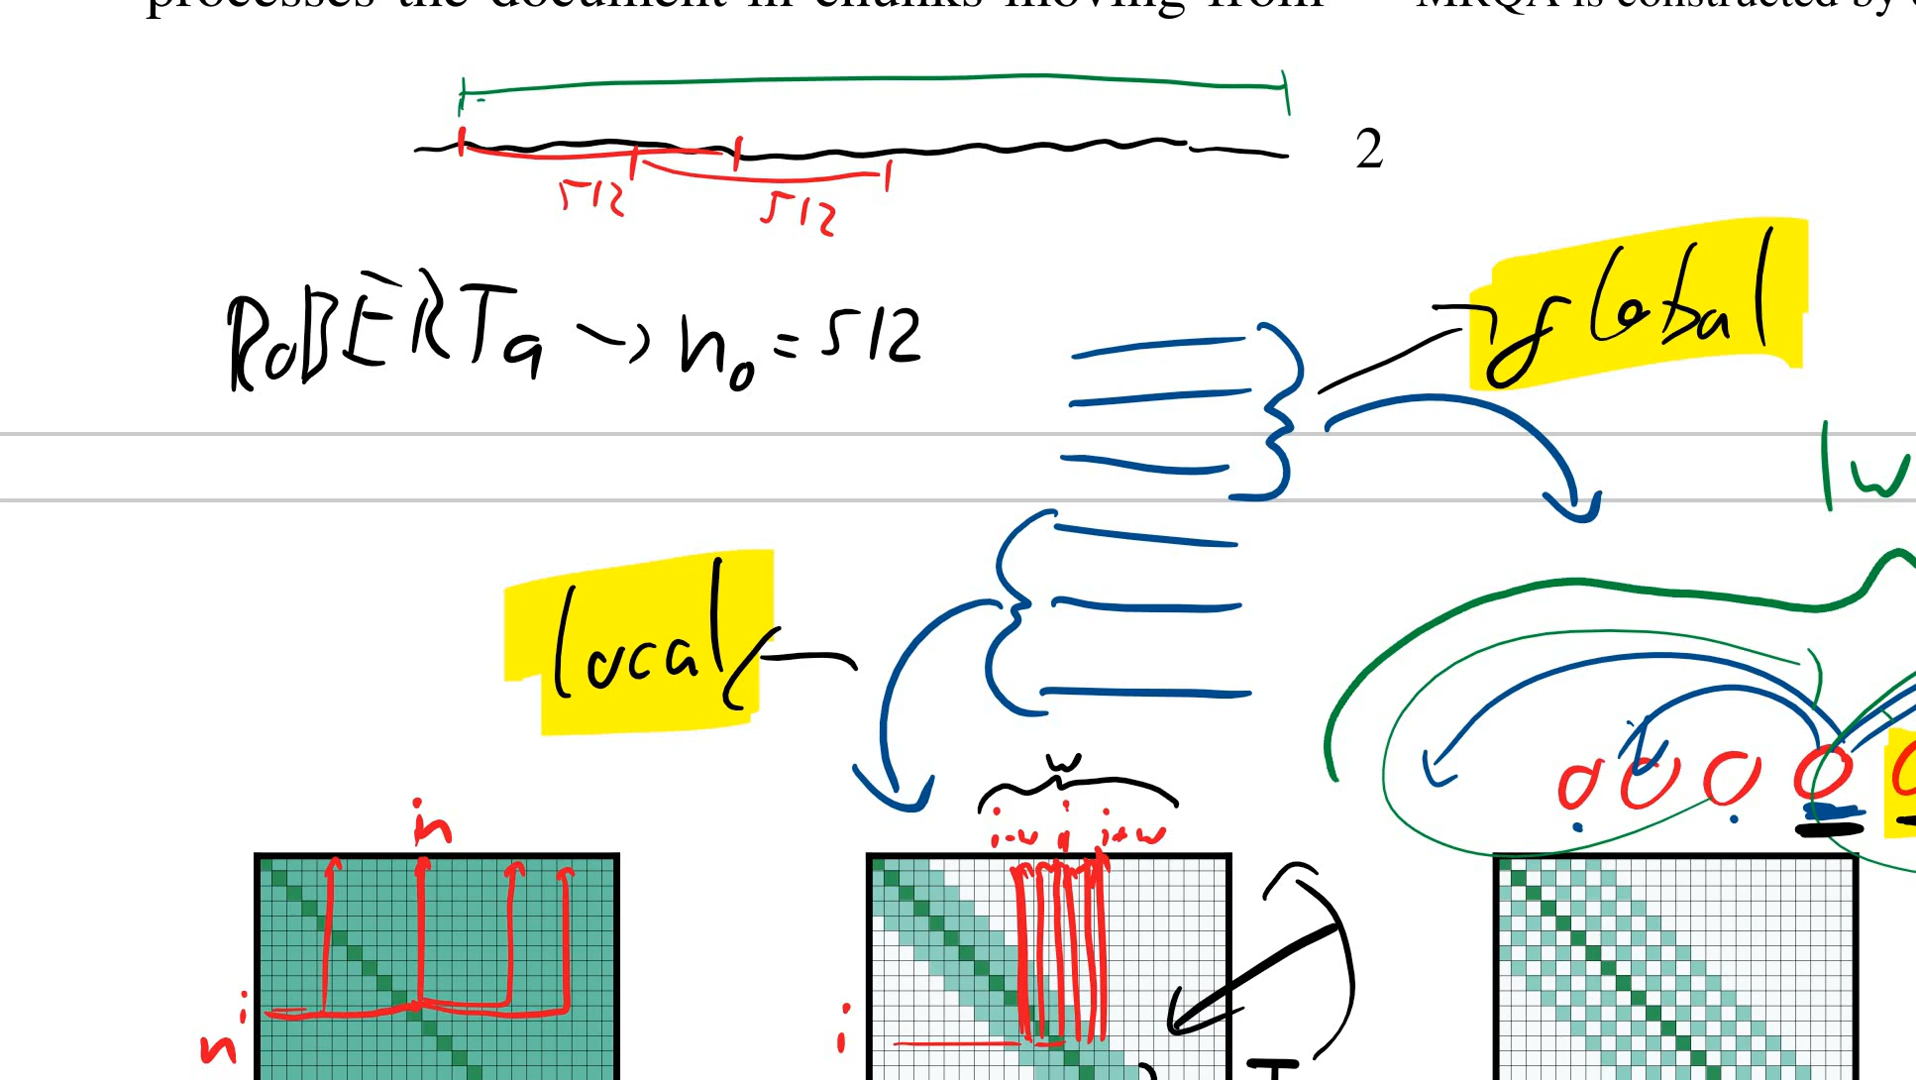 processes the document in chunks moving from
MRQA is constructed by
512
512
2
RoBERTa → n₀ = 512
global
local
w
n
i-w i i+w
i
n
i